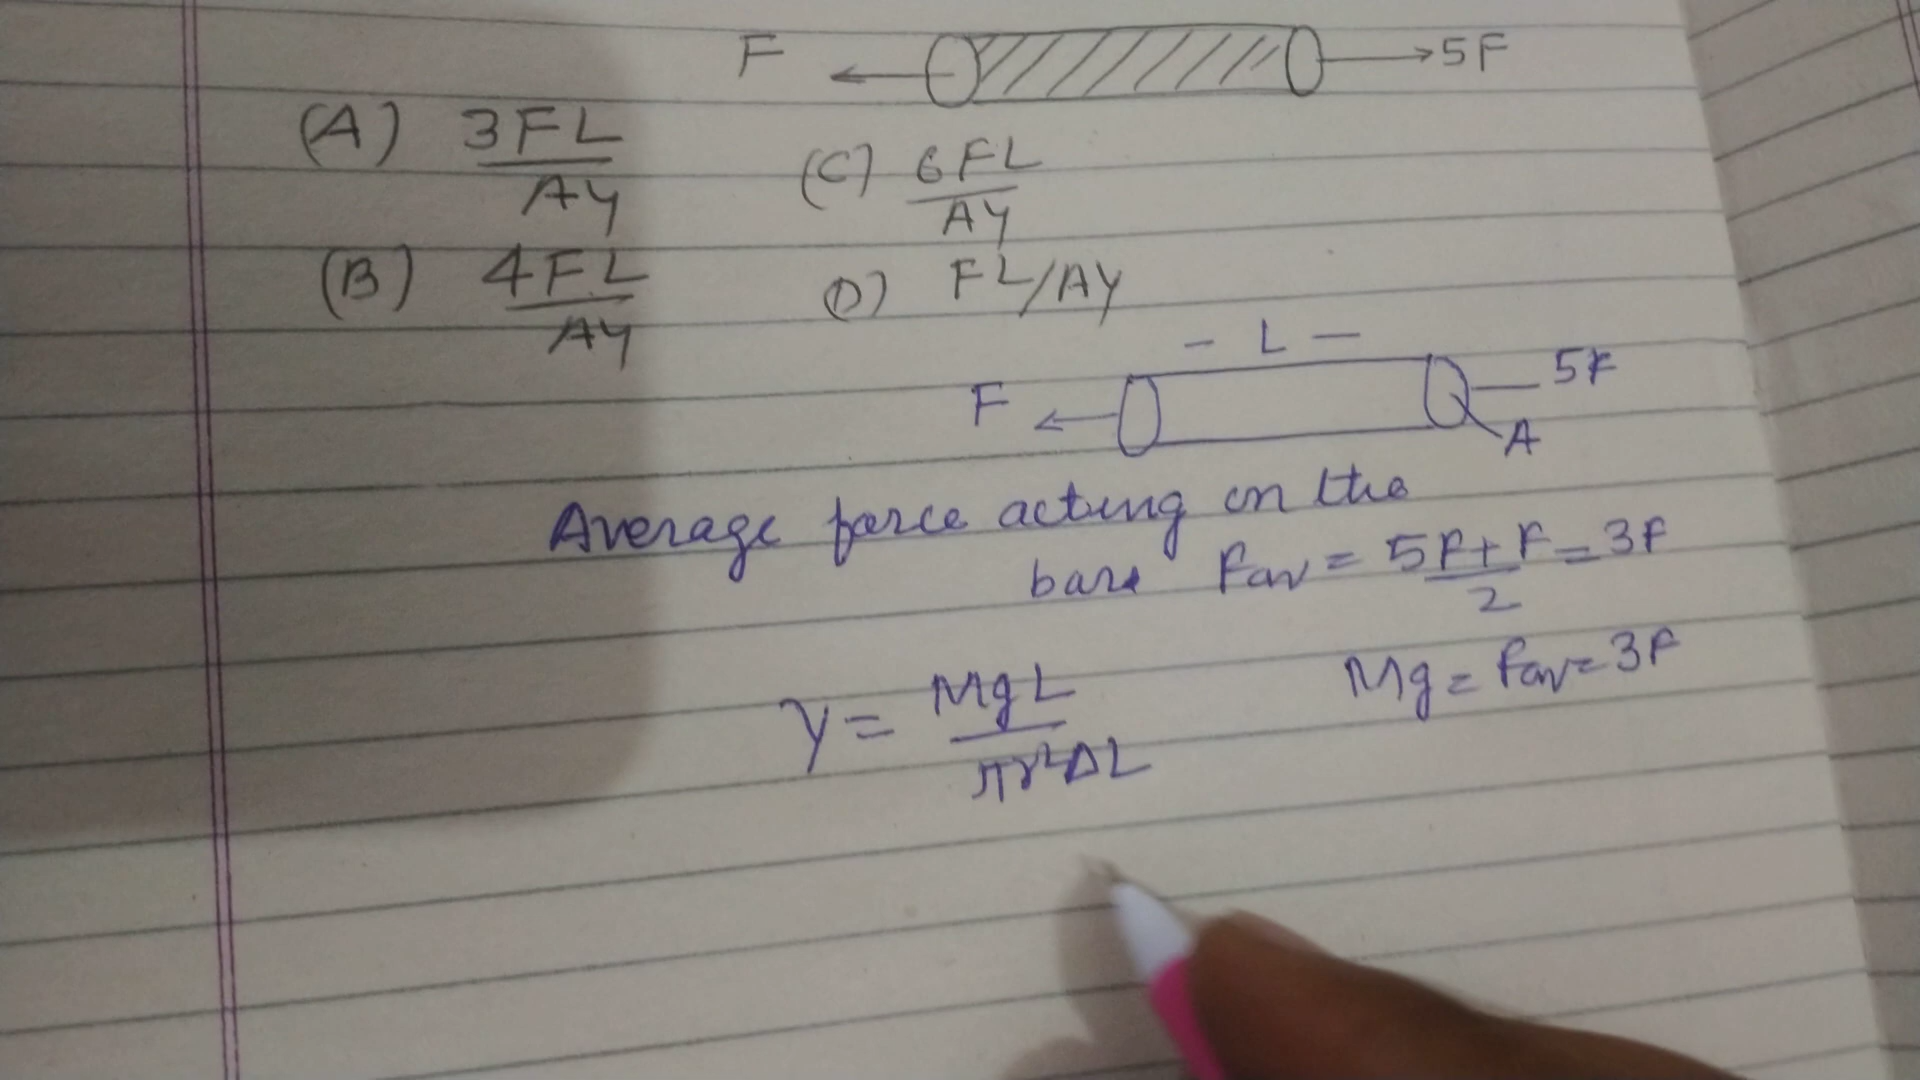 F 5F
(A) 3FL/AY (C) 6FL/AY
(B) 4FL/AY D) FL/AY
- L -
F 5F
A
Average force acting on the
bar Fav = 5F+F/2 = 3F
Y = MgL/πr²ΔL Mg = Fav = 3F